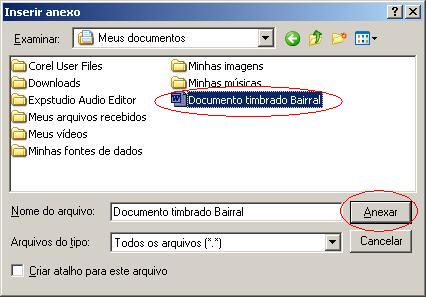 Inserir anexo
Examinar: Meus documentos
Corel User Files
Downloads
Expstudio Audio Editor
Meus arquivos recebidos
Meus vídeos
Minhas fontes de dados
Minhas imagens
Minhas músicas
Documento timbrado Bairral
Nome do arquivo: Documento timbrado Bairral Anexar
Arquivos do tipo: Todos os arquivos (*.*) Cancelar
Criar atalho para este arquivo